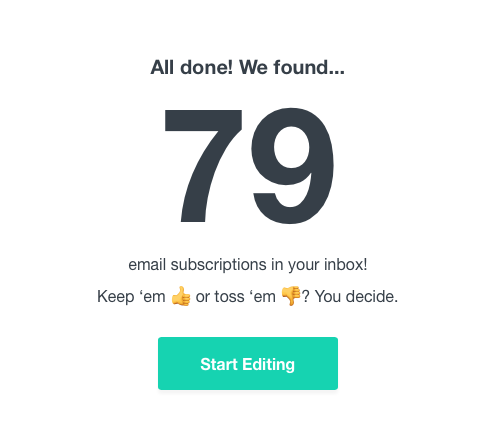 All done! We found...
79
email subscriptions in your inbox!
Keep ‘em 👍 or toss ‘em 👎? You decide.
Start Editing